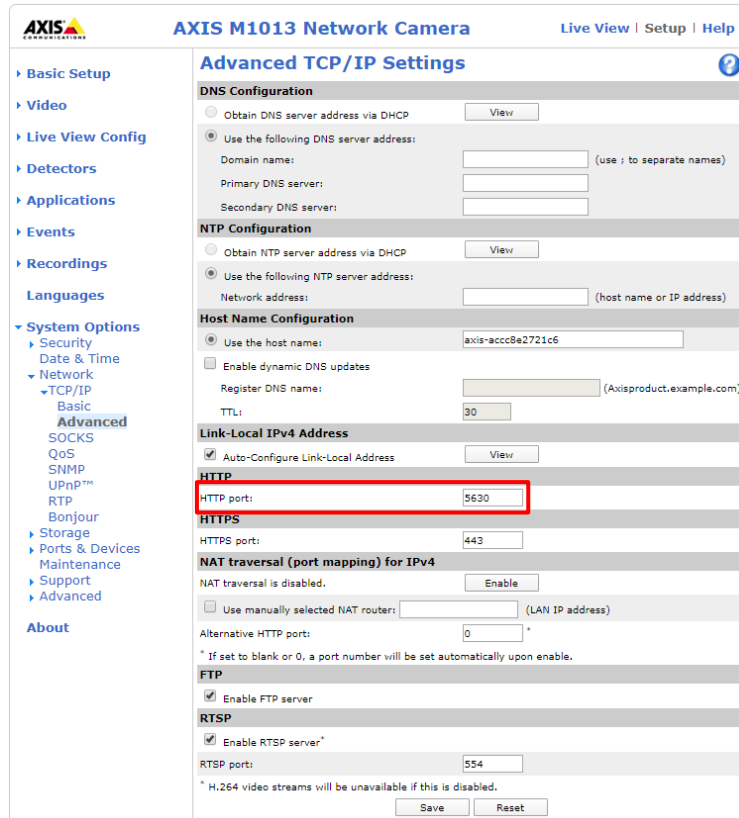 AXIS
COMMUNICATIONS
AXIS M1013 Network Camera
Live View | Setup | Help
Basic Setup
Video
Live View Config
Detectors
Applications
Events
Recordings
Languages
System Options
Security
Date & Time
Network
TCP/IP
Basic
Advanced
SOCKS
QoS
SNMP
UPnP™
RTP
Bonjour
Storage
Ports & Devices
Maintenance
Support
Advanced
About
Advanced TCP/IP Settings ?
DNS Configuration
Obtain DNS server address via DHCP View
Use the following DNS server address:
Domain name: (use ; to separate names)
Primary DNS server:
Secondary DNS server:
NTP Configuration
Obtain NTP server address via DHCP View
Use the following NTP server address:
Network address: (host name or IP address)
Host Name Configuration
Use the host name: axis-accc8e2721c6
Enable dynamic DNS updates
Register DNS name: (Axisproduct.example.com)
TTL: 30
Link-Local IPv4 Address
Auto-Configure Link-Local Address View
HTTP
HTTP port: 5630
HTTPS
HTTPS port: 443
NAT traversal (port mapping) for IPv4
NAT traversal is disabled. Enable
Use manually selected NAT router: (LAN IP address)
Alternative HTTP port: 0 *
* If set to blank or 0, a port number will be set automatically upon enable.
FTP
Enable FTP server
RTSP
Enable RTSP server*
RTSP port: 554
* H.264 video streams will be unavailable if this is disabled.
Save Reset